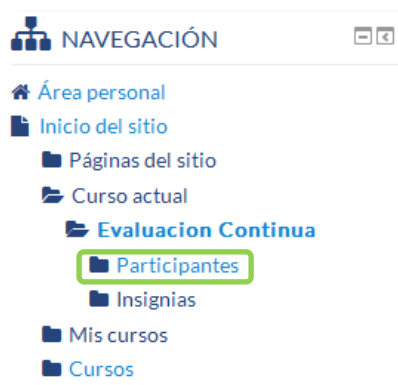 NAVEGACIÓN
Área personal
Inicio del sitio
Páginas del sitio
Curso actual
Evaluacion Continua
Participantes
Insignias
Mis cursos
Cursos